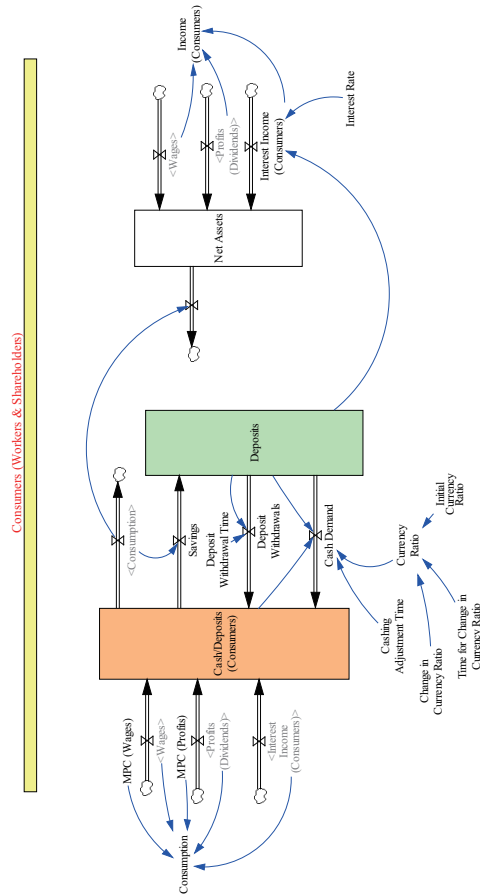 Consumers (Workers & Shareholders)
Consumption
MPC (Wages)
<Wages>
MPC (Profits)
<Profits
(Dividends)>
<Interest
Income
(Consumers)>
Cash/Deposits
(Consumers)
<Consumption>
Savings
Deposit
Withdrawal Time
Deposit
Withdrawals
Cash Demand
Cashing
Adjustment Time
Currency
Ratio
Change in
Currency Ratio
Time for Change in
Currency Ratio
Initial
Currency
Ratio
Deposits
Net Assets
<Wages>
<Profits
(Dividends)>
Interest Income
(Consumers)
Income
(Consumers)
Interest Rate